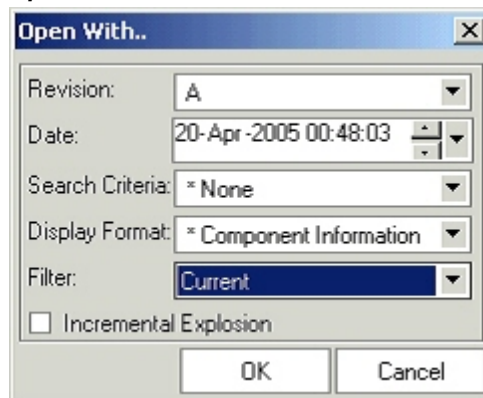 Open With..
Revision: A
Date: 20-Apr-2005 00:48:03
Search Criteria: * None
Display Format: * Component Information
Filter: Current
Incremental Explosion
OK Cancel